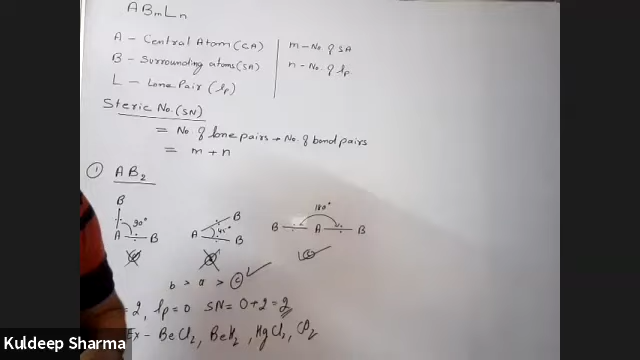 ABmLn
A - Central Atom (CA)
B - Surrounding atoms (SA)
L - Lone Pair (lp)
m - No. of SA
n - No. of lp
Steric No. (SN)
= No. of lone pairs + No. of bond pairs
= m + n
① AB₂
B
90°
A B
B
A 45°
B
180°
B A B
b > a > ⓒ
= 2, lp = 0 SN = 0 + 2 = 2
Ex - BeCl₂, BeH₂, HgCl₂,
Kuldeep Sharma